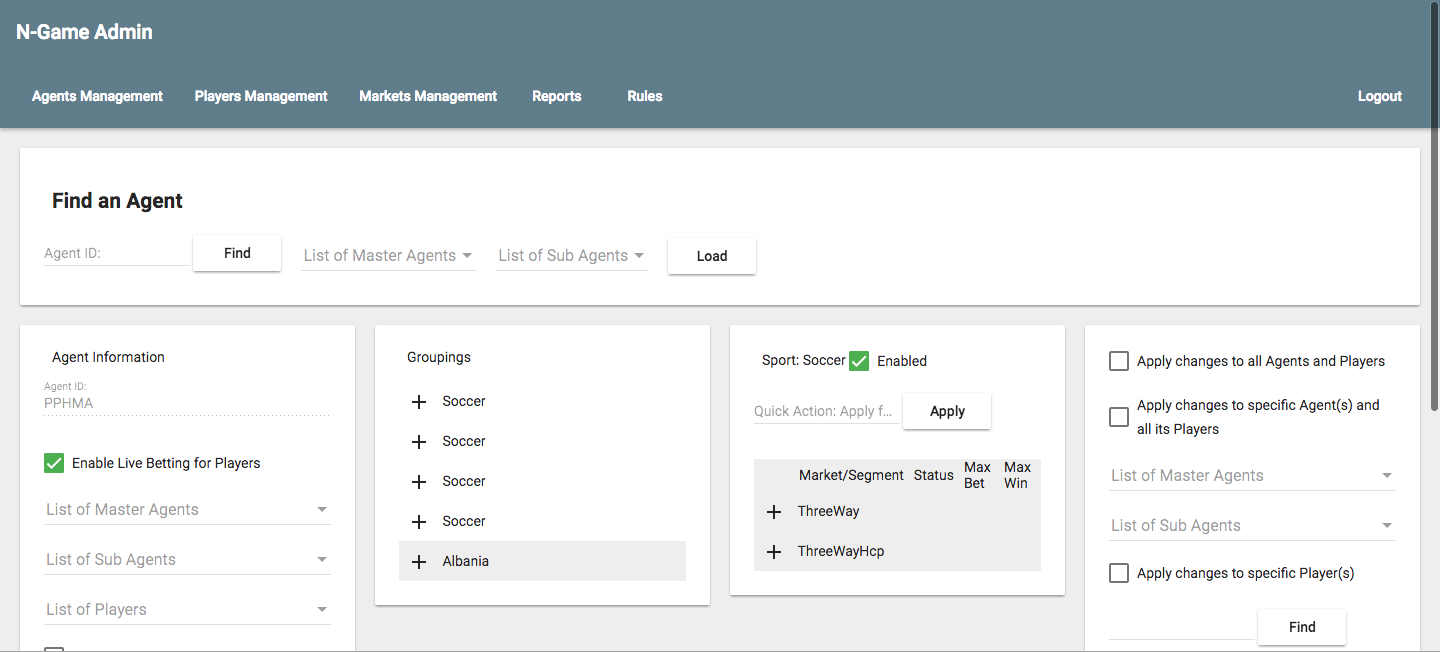 N-Game Admin
Agents Management Players Management Markets Management Reports Rules Logout
Find an Agent
Agent ID: Find List of Master Agents List of Sub Agents Load
Agent Information
Agent ID:
PPHMA
Enable Live Betting for Players
List of Master Agents
List of Sub Agents
List of Players
Groupings
Soccer
Soccer
Soccer
Soccer
Albania
Sport: Soccer Enabled
Quick Action: Apply f... Apply
Market/Segment Status Max Bet Max Win
ThreeWay
ThreeWayHcp
Apply changes to all Agents and Players
Apply changes to specific Agent(s) and
all its Players
List of Master Agents
List of Sub Agents
Apply changes to specific Player(s)
Find